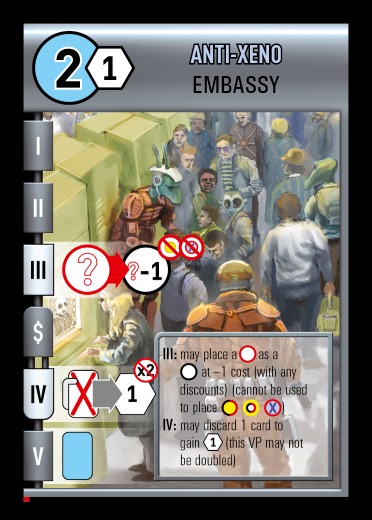 2 1
ANTI-XENO
EMBASSY
I
II
III
? ?-1
$
IV
1 x2
V
III: may place a as a
at –1 cost (with any
discounts) (cannot be used
to place X)
IV: may discard 1 card to
gain 1 (this VP may not
be doubled)